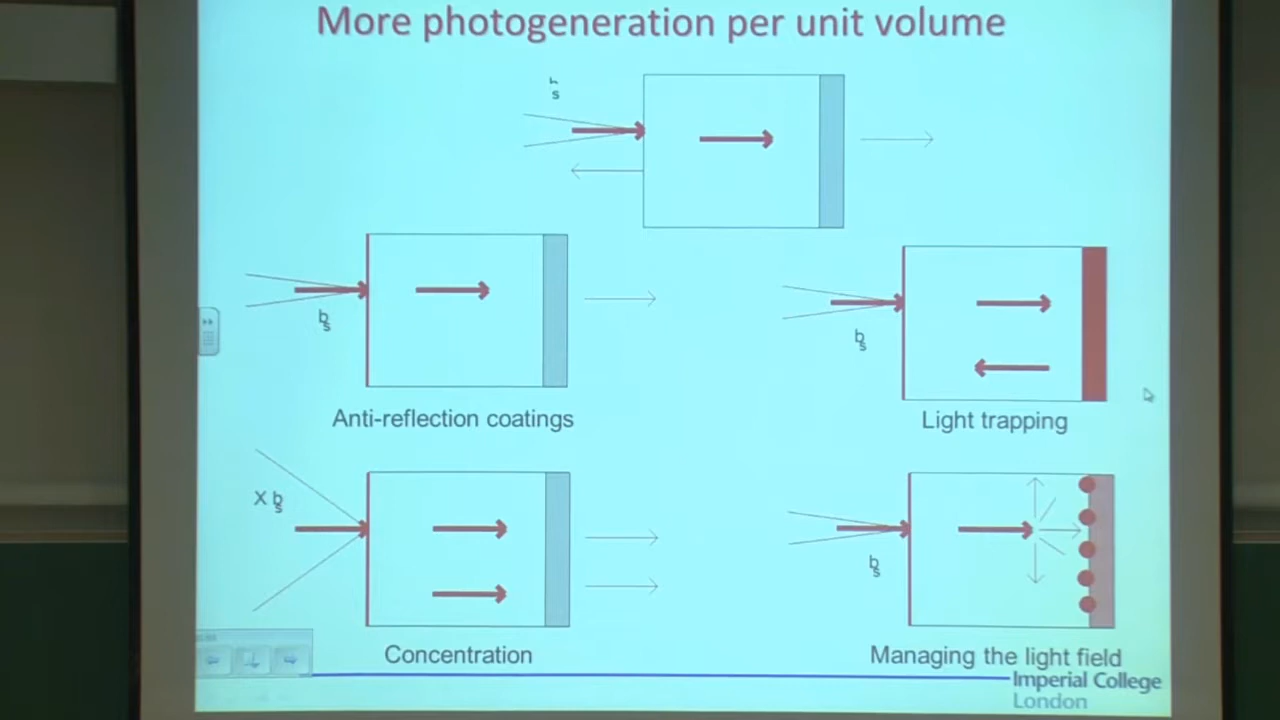 More photogeneration per unit volume
s
b
s
b
s
Anti-reflection coatings
Light trapping
X b
s
b
s
Concentration
Managing the light field
Imperial College
London